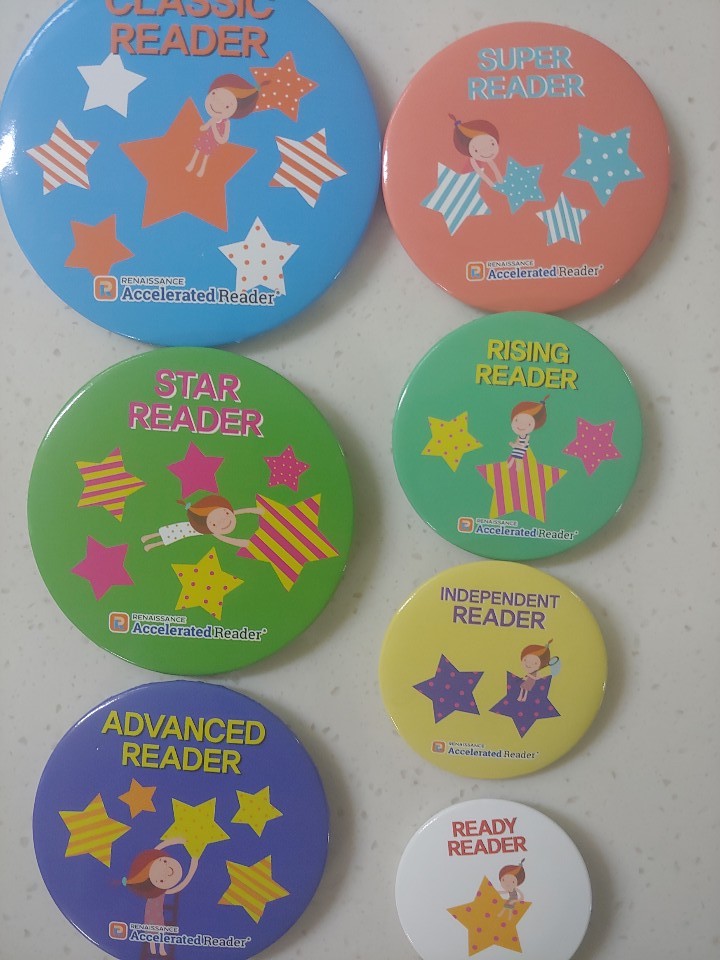 CLASSIC
READER
RENAISSANCE
Accelerated Reader
SUPER
READER
RENAISSANCE
Accelerated Reader
STAR
READER
RENAISSANCE
Accelerated Reader
RISING
READER
RENAISSANCE
Accelerated Reader
INDEPENDENT
READER
RENAISSANCE
Accelerated Reader
ADVANCED
READER
RENAISSANCE
Accelerated Reader
READY
READER